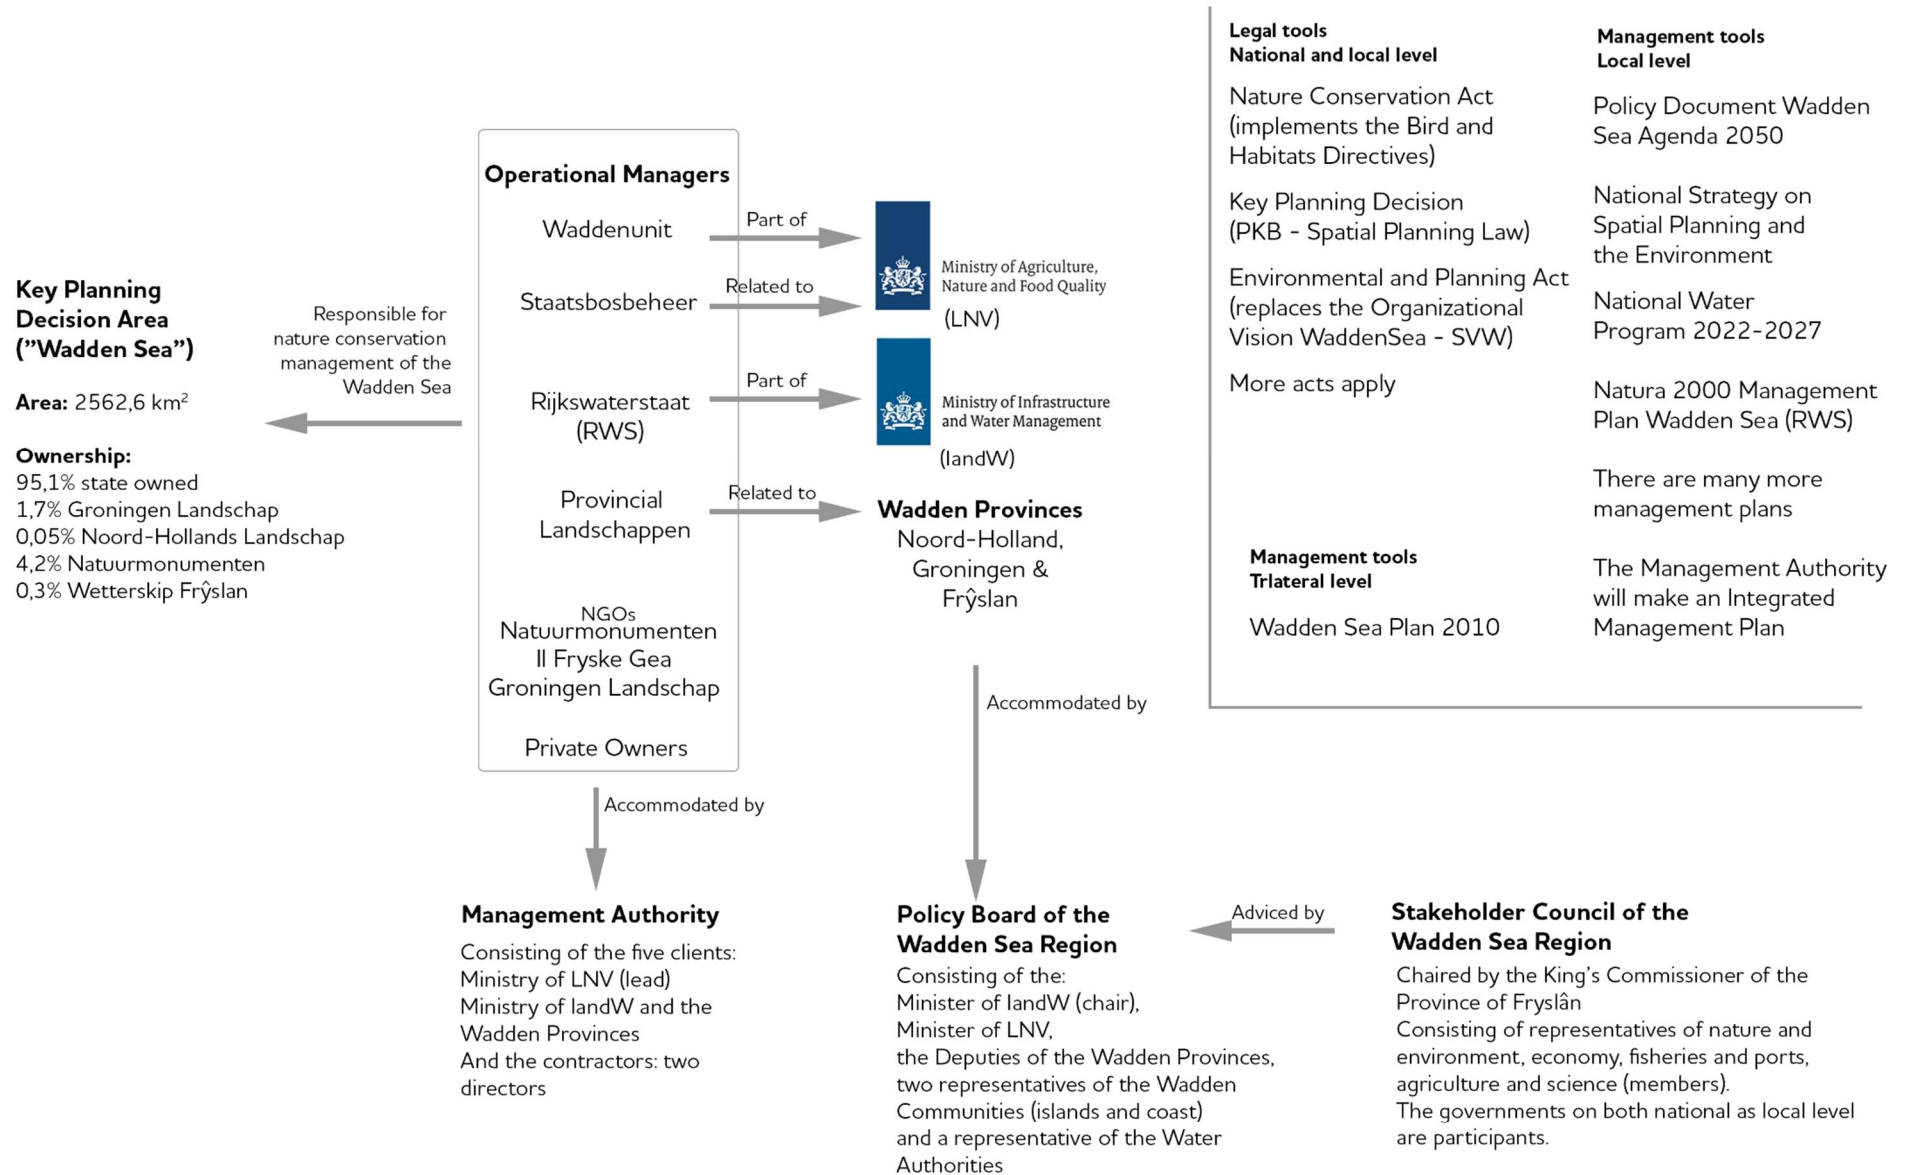 Key Planning
Decision Area
("Wadden Sea")
Area: 2562,6 km²
Ownership:
95,1% state owned
1,7% Groningen Landschap
0,05% Noord-Hollands Landschap
4,2% Natuurmonumenten
0,3% Wetterskip Frŷslan
Responsible for
nature conservation
management of the
Wadden Sea
Operational Managers
Waddenunit
Part of
Staatsbosbeheer
Related to
Ministry of Agriculture,
Nature and Food Quality
(LNV)
Rijkswaterstaat
(RWS)
Part of
Ministry of Infrastructure
and Water Management
(IandW)
Provincial
Landschappen
Related to
Wadden Provinces
Noord-Holland,
Groningen &
Frŷslan
NGOs
Natuurmonumenten
II Fryske Gea
Groningen Landschap
Private Owners
Accommodated by
Accommodated by
Management Authority
Consisting of the five clients:
Ministry of LNV (lead)
Ministry of IandW and the
Wadden Provinces
And the contractors: two
directors
Policy Board of the
Wadden Sea Region
Consisting of the:
Minister of IandW (chair),
Minister of LNV,
the Deputies of the Wadden Provinces,
two representatives of the Wadden
Communities (islands and coast)
and a representative of the Water
Authorities
Adviced by
Stakeholder Council of the
Wadden Sea Region
Chaired by the King's Commissioner of the
Province of Fryslân
Consisting of representatives of nature and
environment, economy, fisheries and ports,
agriculture and science (members).
The governments on both national as local level
are participants.
Legal tools
National and local level
Nature Conservation Act
(implements the Bird and
Habitats Directives)
Key Planning Decision
(PKB - Spatial Planning Law)
Environmental and Planning Act
(replaces the Organizational
Vision WaddenSea - SVW)
More acts apply
Management tools
Trlateral level
Wadden Sea Plan 2010
Management tools
Local level
Policy Document Wadden
Sea Agenda 2050
National Strategy on
Spatial Planning and
the Environment
National Water
Program 2022-2027
Natura 2000 Management
Plan Wadden Sea (RWS)
There are many more
management plans
The Management Authority
will make an Integrated
Management Plan